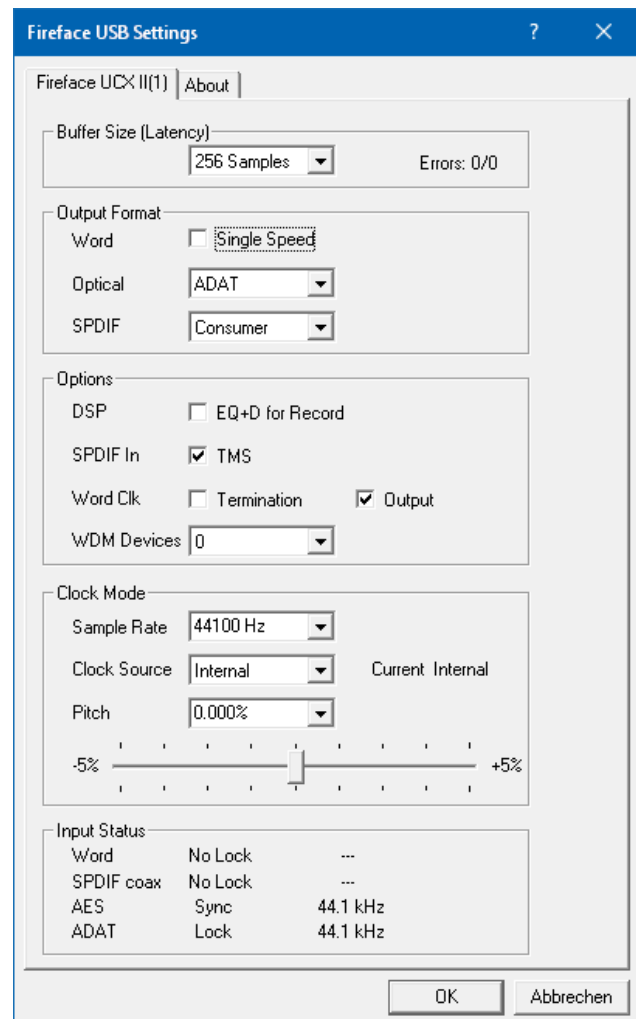 Fireface USB Settings ?
Fireface UCX II(1) About
Buffer Size (Latency)
256 Samples Errors: 0/0
Output Format
Word Single Speed
Optical ADAT
SPDIF Consumer
Options
DSP EQ+D for Record
SPDIF In TMS
Word Clk Termination Output
WDM Devices 0
Clock Mode
Sample Rate 44100 Hz
Clock Source Internal Current Internal
Pitch 0.000%
-5% +5%
Input Status
Word No Lock ---
SPDIF coax No Lock ---
AES Sync 44.1 kHz
ADAT Lock 44.1 kHz
OK Abbrechen